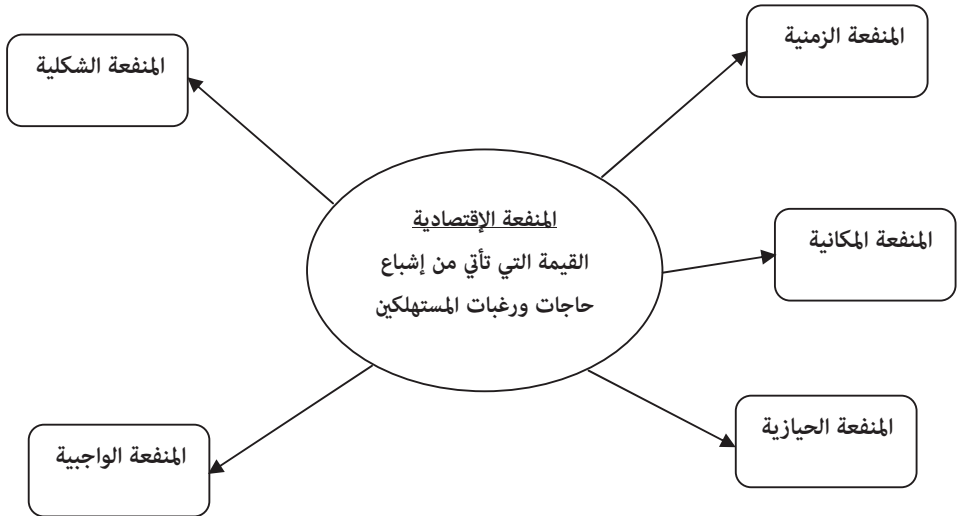 المنفعة الزمنية
المنفعة الشكلية
المنفعة الإقتصادية
القيمة التي تأتي من إشباع
حاجات ورغبات المستهلكين
المنفعة المكانية
المنفعة الحيازية
المنفعة الواجبية